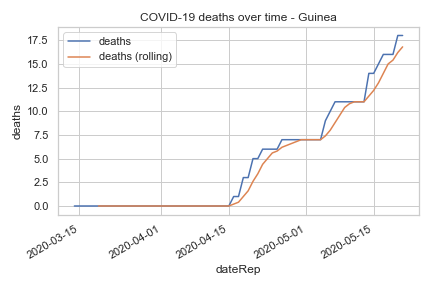 COVID-19 deaths over time - Guinea
deaths
deaths (rolling)
17.5
15.0
12.5
10.0
7.5
5.0
2.5
0.0
deaths
2020-03-15
2020-04-01
2020-04-15
2020-05-01
2020-05-15
dateRep